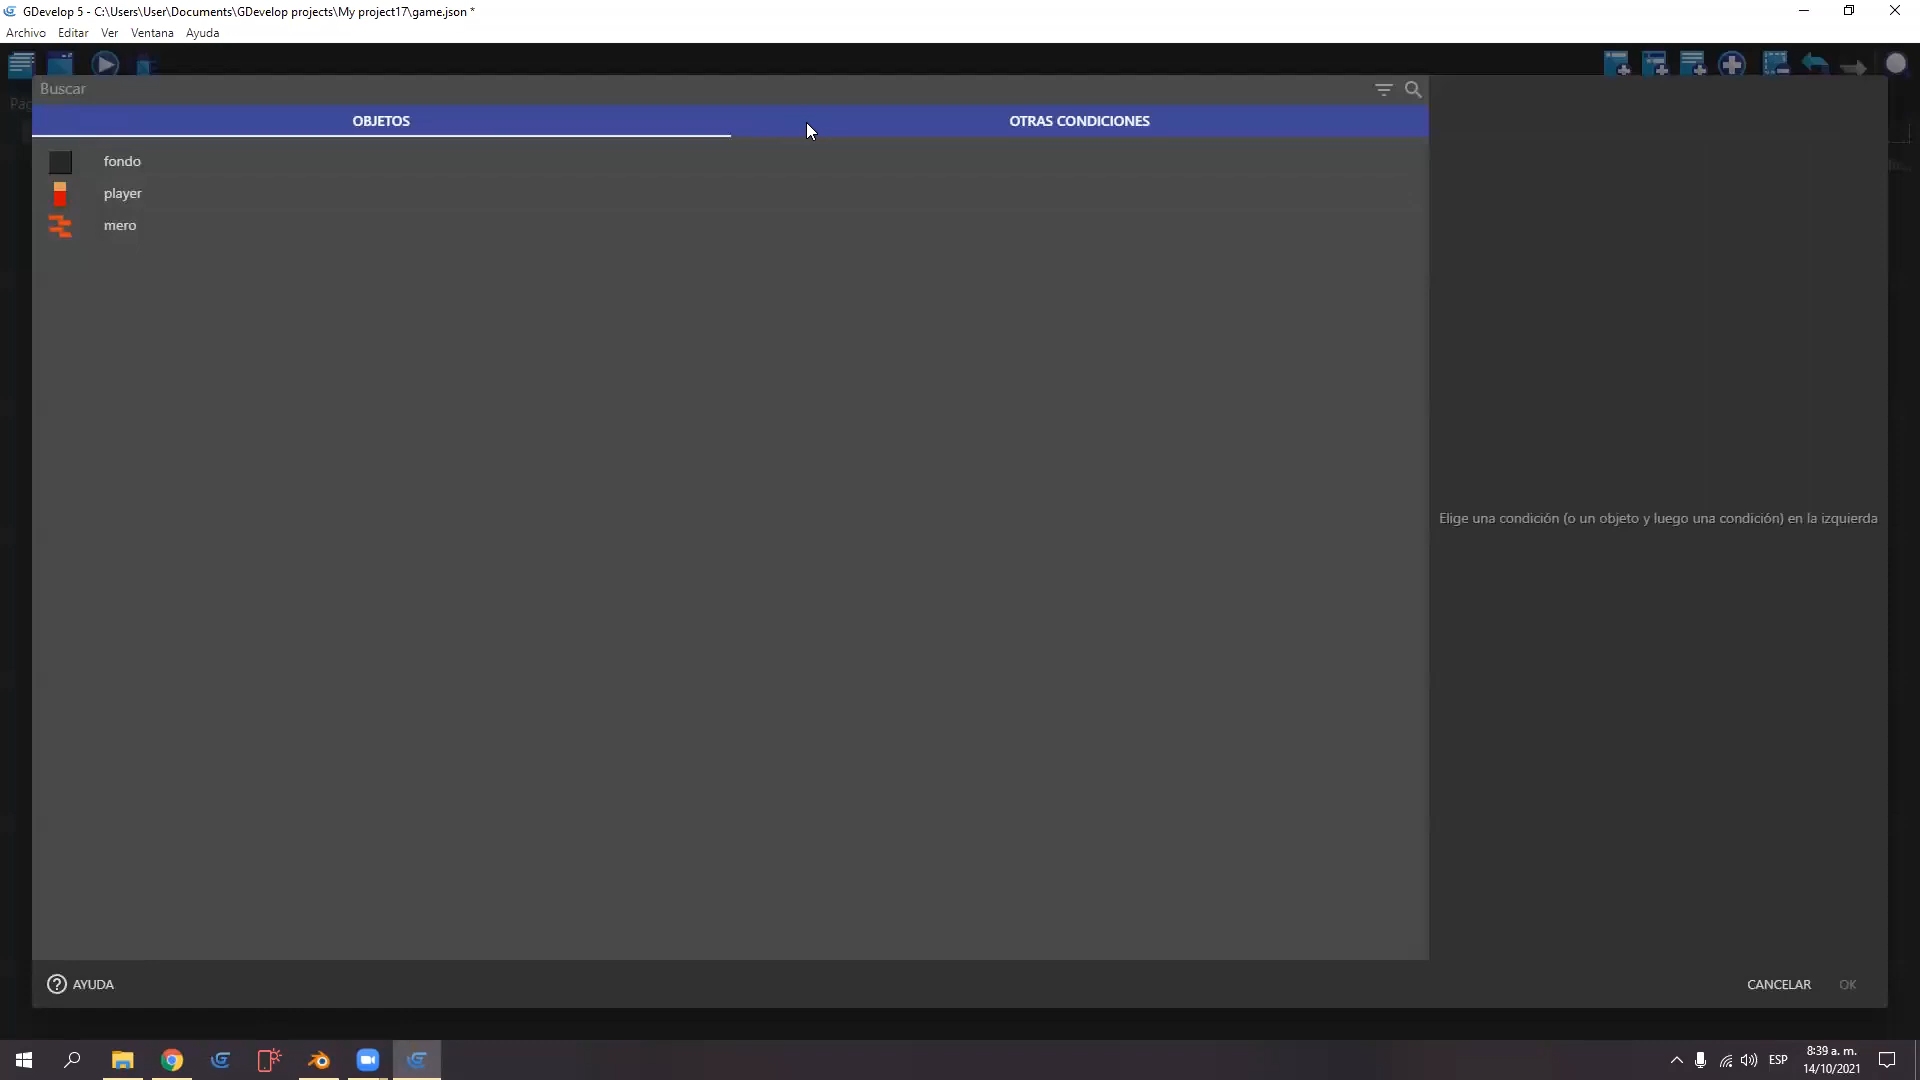 GDevelop 5 - C:\Users\User\Documents\GDevelop projects\My project17\game.json *
Archivo Editar Ver Ventana Ayuda
Buscar
OBJETOS OTRAS CONDICIONES
fondo
player
mero
Elige una condición (o un objeto y luego una condición) en la izquierda
AYUDA CANCELAR OK
ESP 8:39 a. m.
14/10/2021